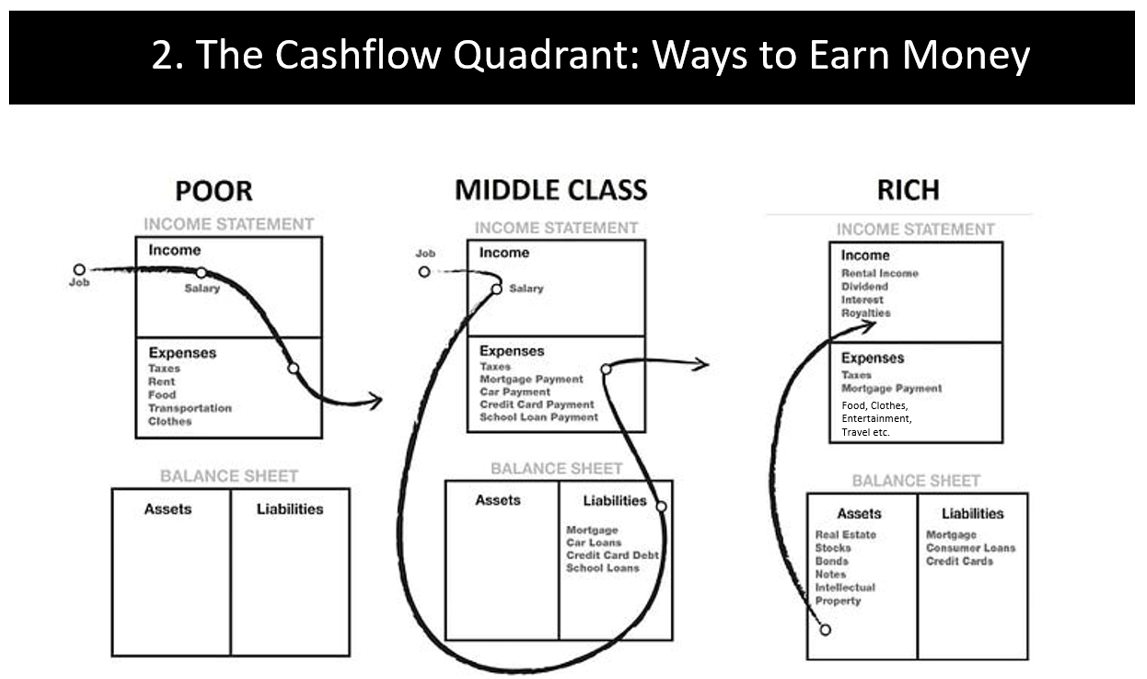 2. The Cashflow Quadrant: Ways to Earn Money
POOR
INCOME STATEMENT
Income
Job
Salary
Expenses
Taxes
Rent
Food
Transportation
Clothes
BALANCE SHEET
Assets
Liabilities
MIDDLE CLASS
INCOME STATEMENT
Job
Income
Salary
Expenses
Taxes
Mortgage Payment
Car Payment
Credit Card Payment
School Loan Payment
BALANCE SHEET
Assets
Liabilities
Mortgage
Car Loans
Credit Card Debt
School Loans
RICH
INCOME STATEMENT
Income
Rental Income
Dividend
Interest
Royalties
Expenses
Taxes
Mortgage Payment
Food, Clothes,
Entertainment,
Travel etc.
BALANCE SHEET
Assets
Real Estate
Stocks
Bonds
Notes
Intellectual
Property
Liabilities
Mortgage
Consumer Loans
Credit Cards